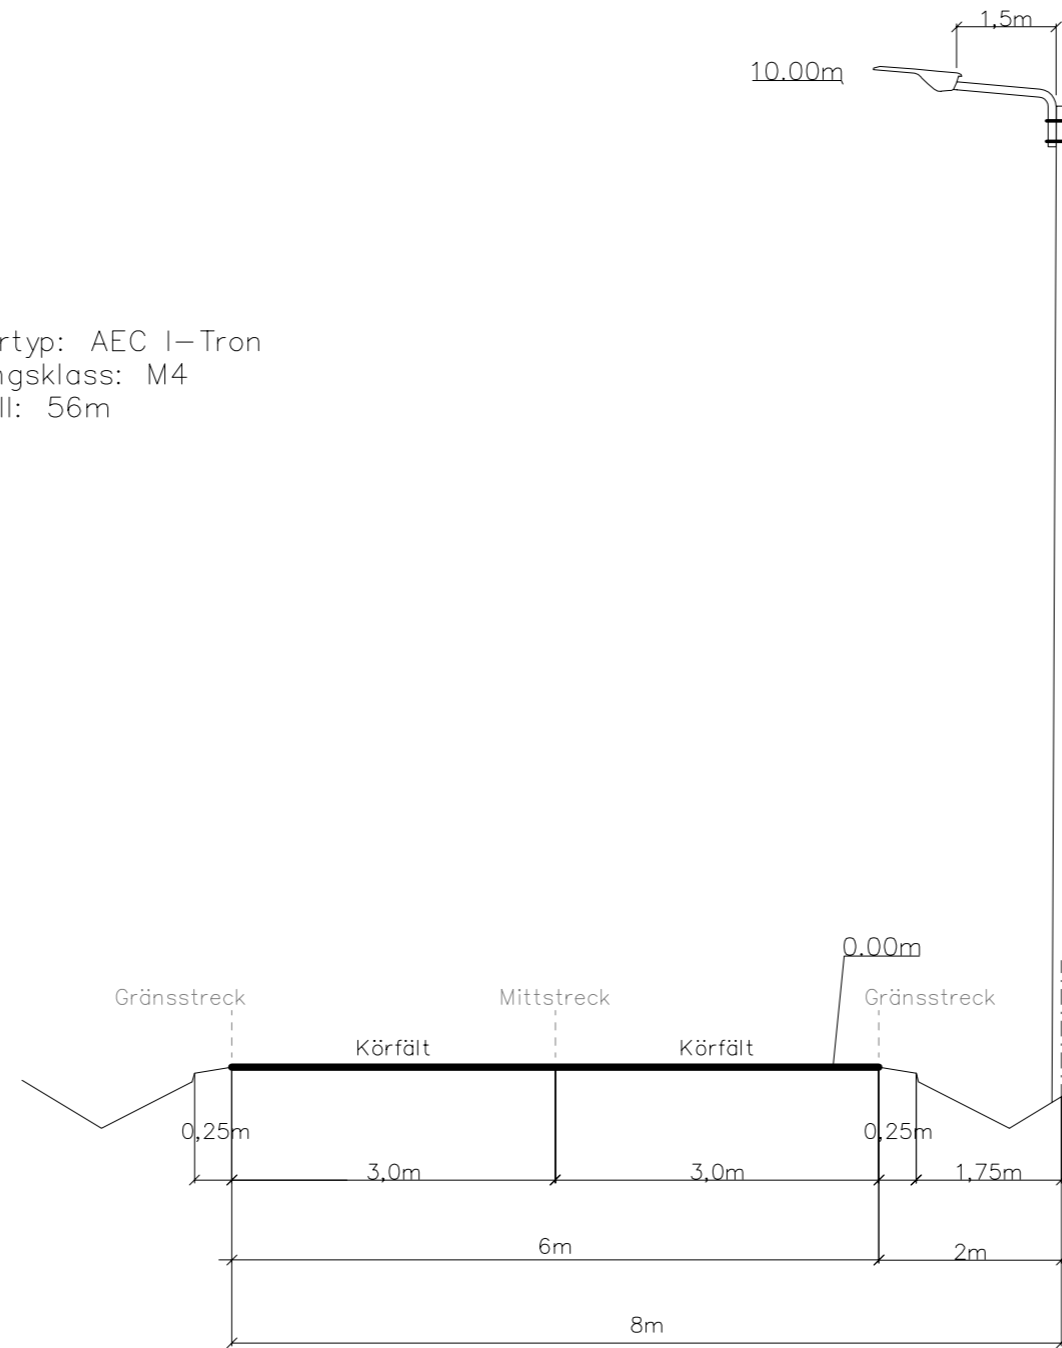 1,5m
10.00m
rtyp: AEC I-Tron
ngsklass: M4
ll: 56m
0.00m
Gränsstreck Mittstreck Gränsstreck
Körfält Körfält
0,25m 0,25m
3,0m 3,0m 1,75m
6m 2m
8m